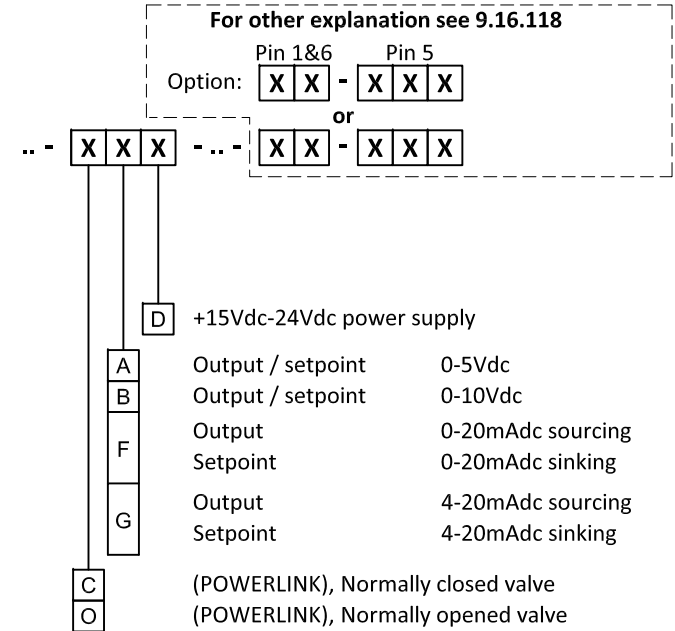 For other explanation see 9.16.118
Pin 1&6 Pin 5
Option: X X - X X X
or
.. - X X X - .. - X X - X X X
D +15Vdc-24Vdc power supply
A Output / setpoint 0-5Vdc
B Output / setpoint 0-10Vdc
F Output 0-20mAdc sourcing
Setpoint 0-20mAdc sinking
G Output 4-20mAdc sourcing
Setpoint 4-20mAdc sinking
C (POWERLINK), Normally closed valve
O (POWERLINK), Normally opened valve